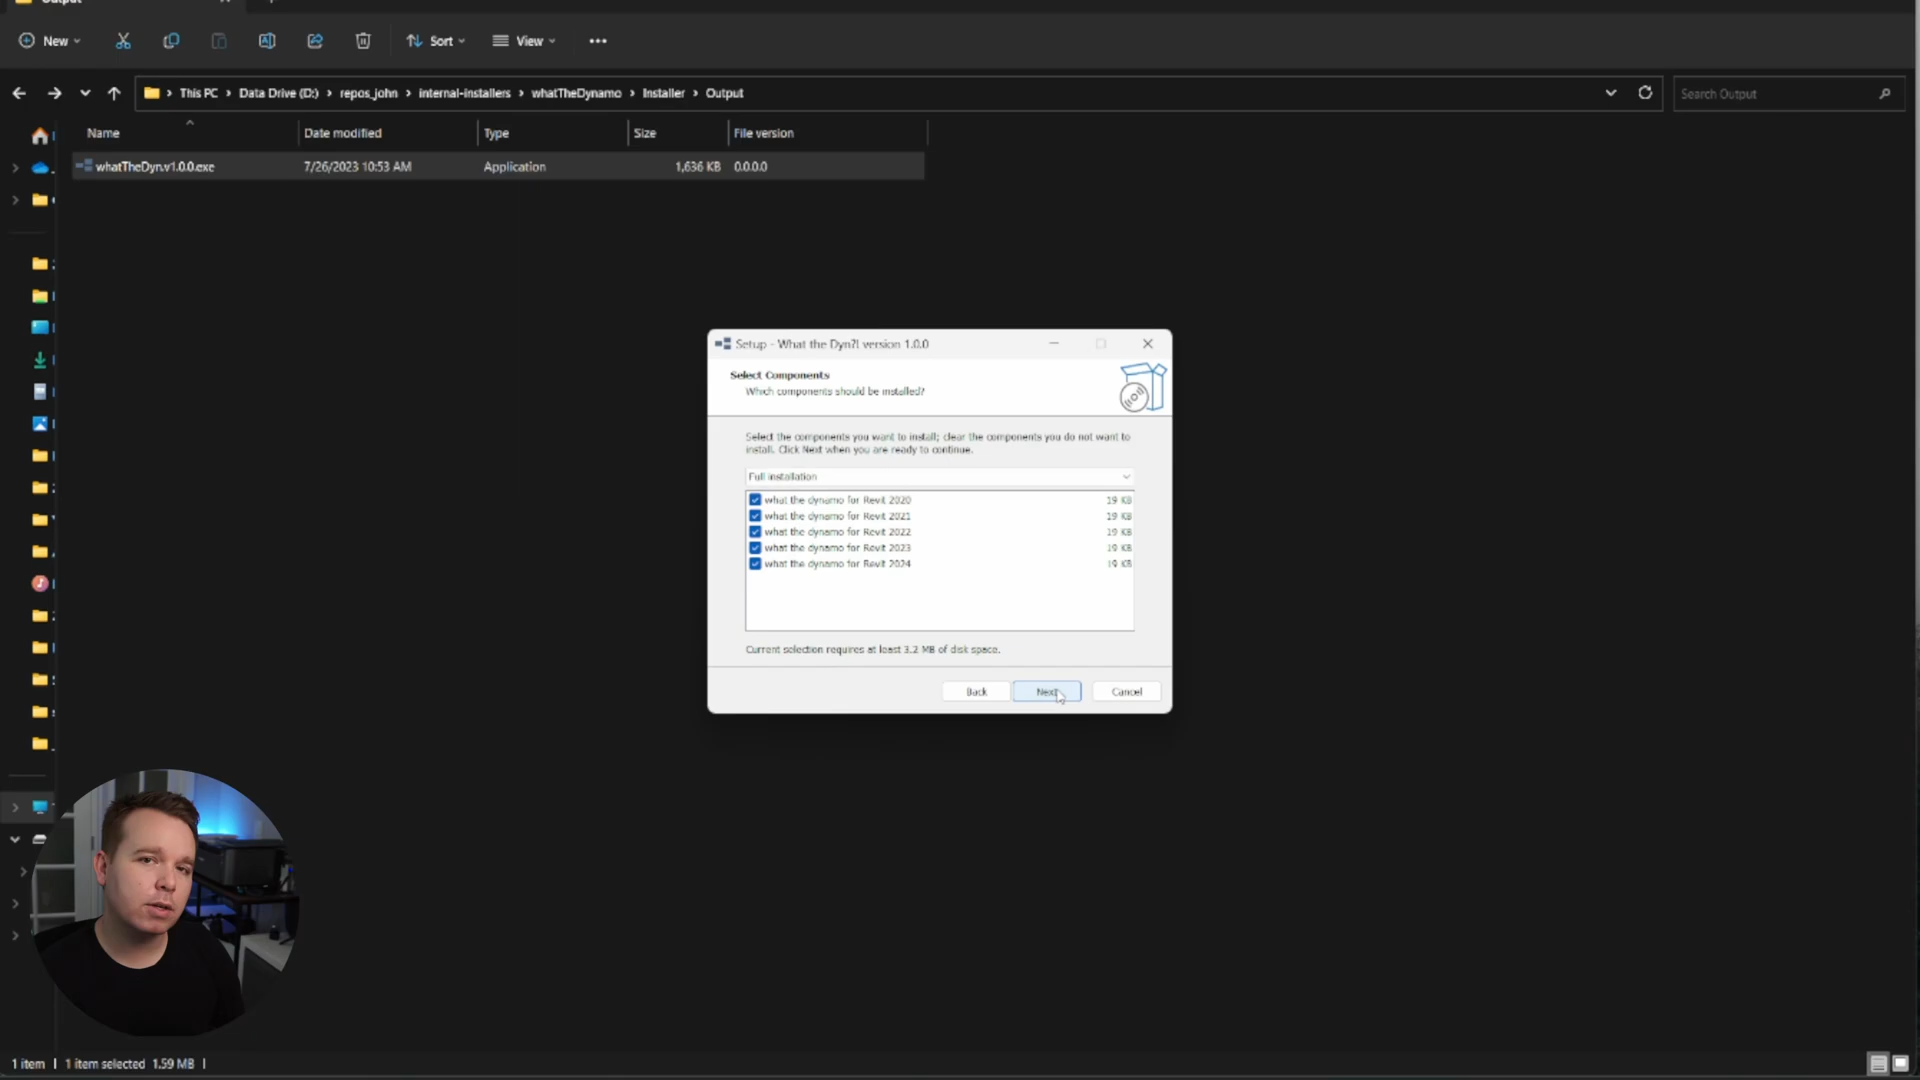 Output
New
Sort
View
This PC > Data Drive (D:) > repos_john > internal-installers > whatTheDynamo > Installer > Output
Search Output
Name
Date modified
Type
Size
File version
whatTheDyn.v1.0.0.exe
7/26/2023 10:53 AM
Application
1,636 KB
0.0.0.0
Setup - What the Dyn?! version 1.0.0
Select Components
Which components should be installed?
Select the components you want to install; clear the components you do not want to
install. Click Next when you are ready to continue.
Full installation
what the dynamo for Revit 2020 19 KB
what the dynamo for Revit 2021 19 KB
what the dynamo for Revit 2022 19 KB
what the dynamo for Revit 2023 19 KB
what the dynamo for Revit 2024 19 KB
Current selection requires at least 3.2 MB of disk space.
Back
Next
Cancel
1 item | 1 item selected 1.59 MB |